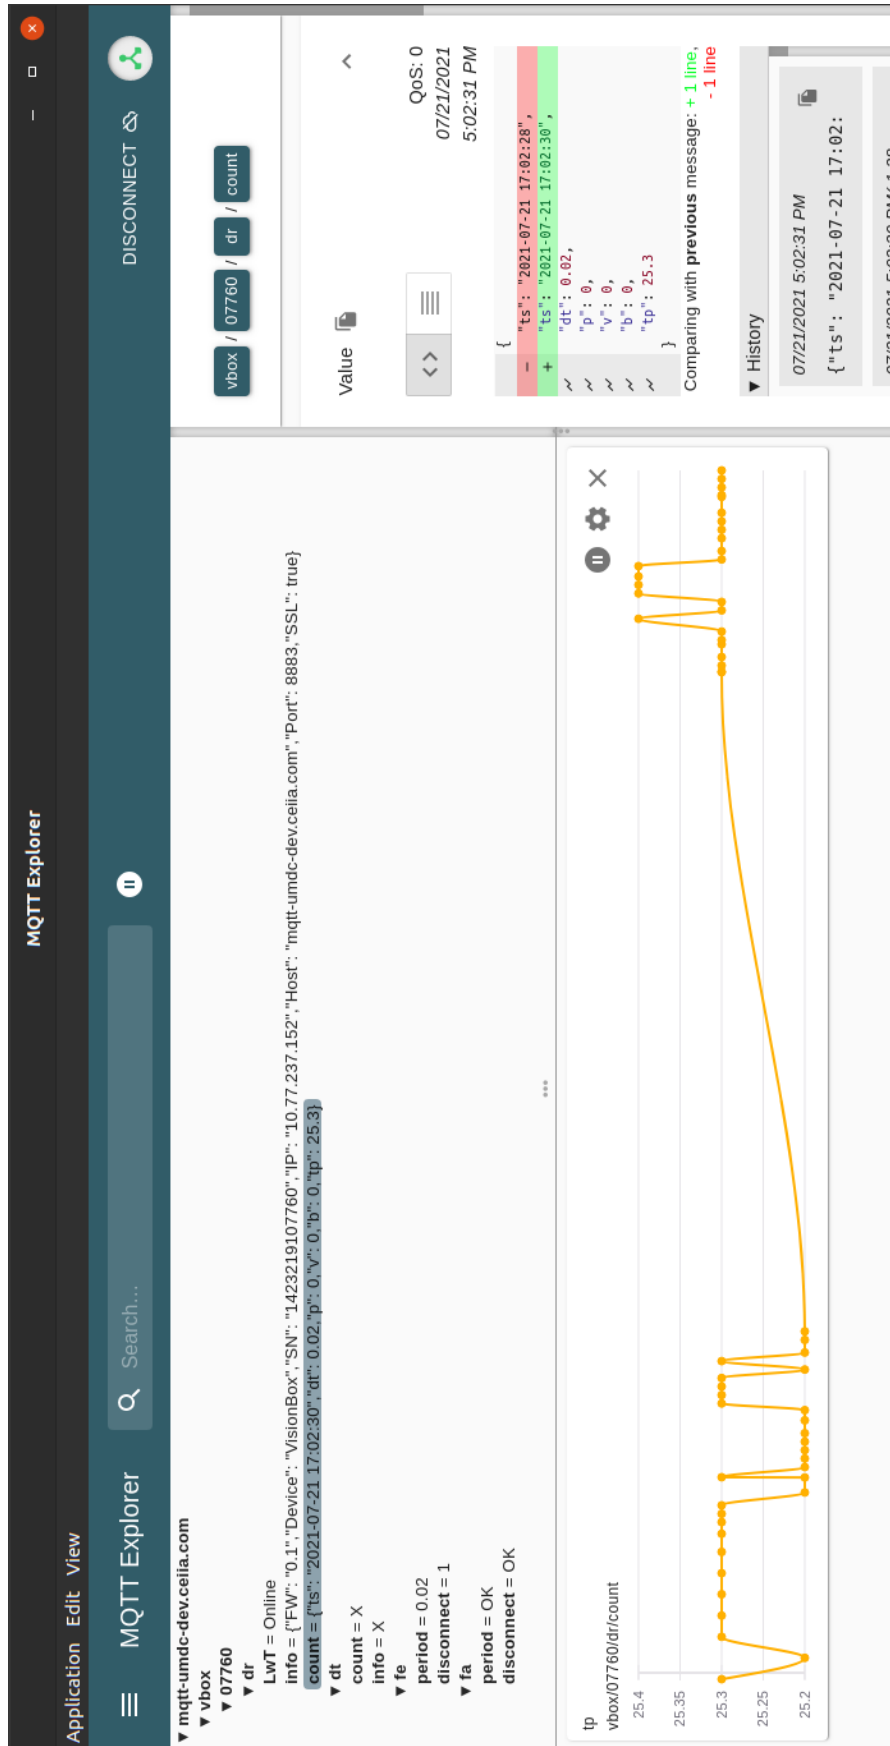 MQTT Explorer
Application Edit View
MQTT Explorer
Search...
DISCONNECT
mqtt-umdc-dev.ceiia.com
vbox
07760
dr
LwT = Online
info = {"FW": "0.1","Device": "VisionBox","SN": "1423219107760","IP": "10.77.237.152","Host": "mqtt-umdc-dev.ceiia.com","Port": 8883,"SSL": true}
count = {"ts": "2021-07-21 17:02:30","dt": 0.02,"p": 0,"v": 0,"b": 0,"tp": 25.3}
dt
count = X
info = X
fe
period = 0.02
disconnect = 1
fa
period = OK
disconnect = OK
tp
vbox/07760/dr/count
25.4
25.35
25.3
25.25
25.2
vbox / 07760 / dr / count
Value
QoS: 0
07/21/2021
5:02:31 PM
{
- "ts": "2021-07-21 17:02:28",
+ "ts": "2021-07-21 17:02:30",
"dt": 0.02,
"p": 0,
"v": 0,
"b": 0,
"tp": 25.3
}
Comparing with previous message: + 1 line,
- 1 line
▼ History
07/21/2021 5:02:31 PM
{"ts": "2021-07-21 17:02: